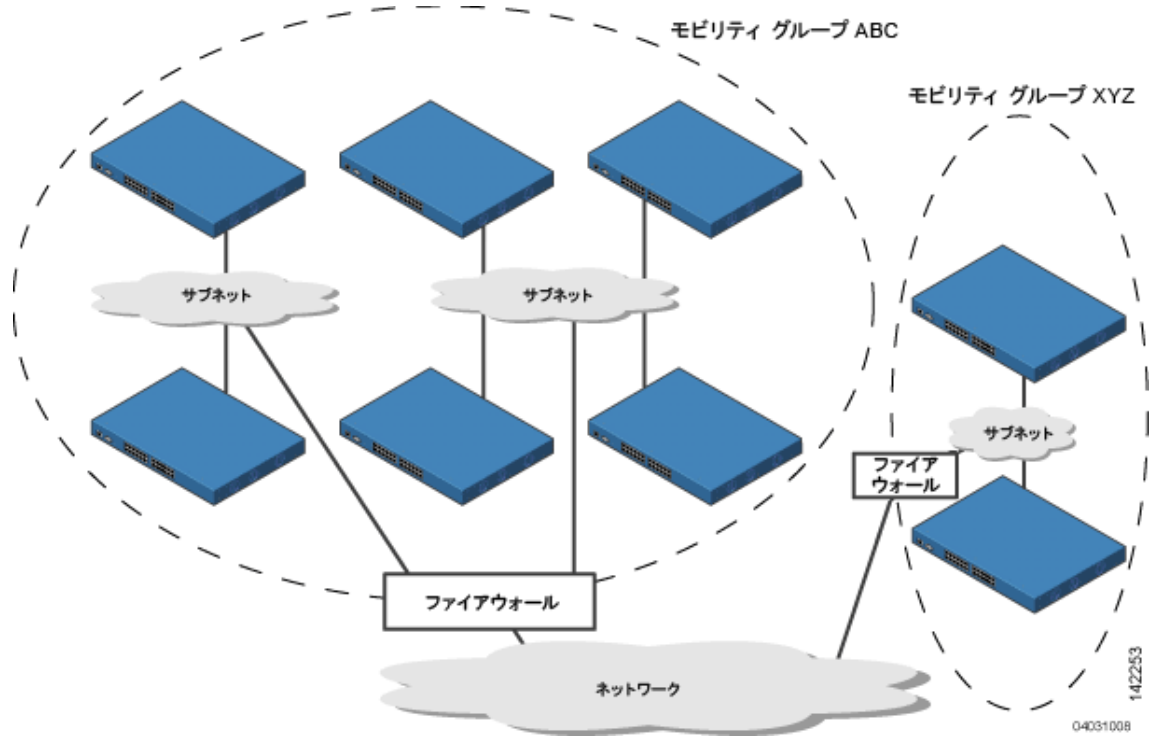 モビリティ グループ ABC
モビリティ グループ XYZ
サブネット
サブネット
サブネット
ファイア
ウォール
ファイアウォール
ネットワーク
142253
04031008